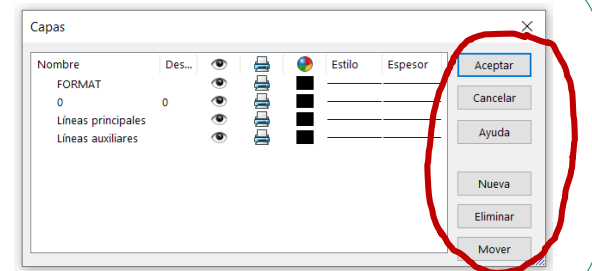 Capas
Nombre Des... Estilo Espesor
FORMAT
0 0
Líneas principales
Líneas auxiliares
Aceptar
Cancelar
Ayuda
Nueva
Eliminar
Mover